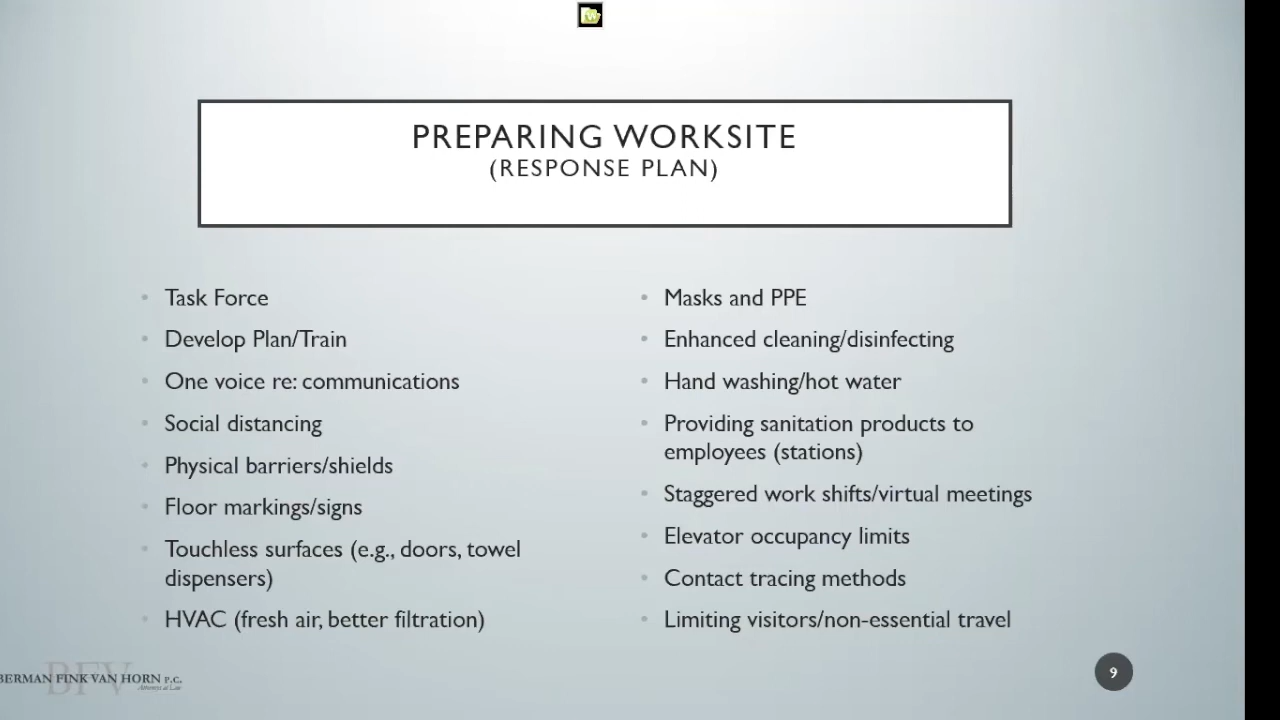 PREPARING WORKSITE
(RESPONSE PLAN)
• Task Force
• Develop Plan/Train
• One voice re: communications
• Social distancing
• Physical barriers/shields
• Floor markings/signs
• Touchless surfaces (e.g., doors, towel
dispensers)
• HVAC (fresh air, better filtration)
• Masks and PPE
• Enhanced cleaning/disinfecting
• Hand washing/hot water
• Providing sanitation products to
employees (stations)
• Staggered work shifts/virtual meetings
• Elevator occupancy limits
• Contact tracing methods
• Limiting visitors/non-essential travel
BFV
BERMAN FINK VAN HORN P.C.
Attorneys at Law
9